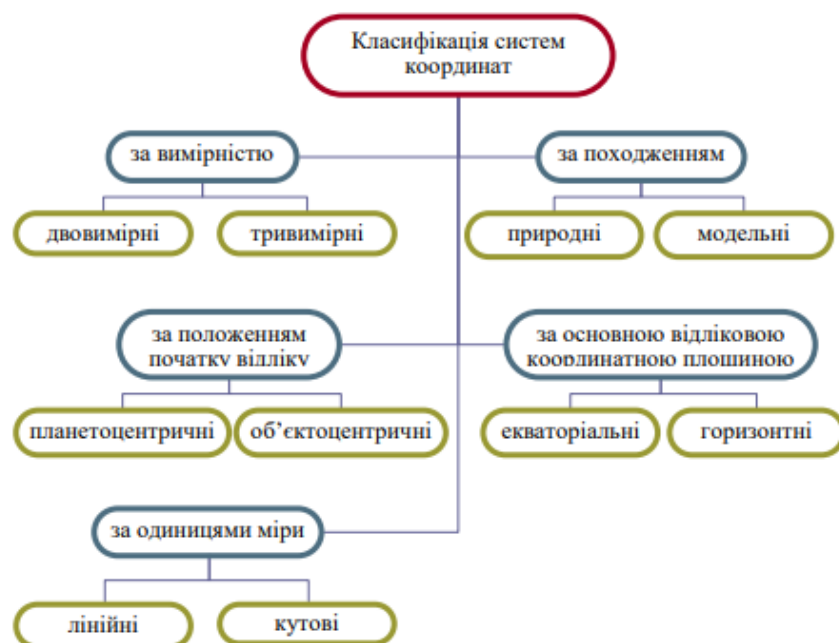 Класифікація систем
координат
за вимірністю
за походженням
двовимірні
тривимірні
природні
модельні
за положенням
початку відліку
за основною відліковою
координатною площиною
планетоцентричні
об’єктоцентричні
екваторіальні
горизонтні
за одиницями міри
лінійні
кутові